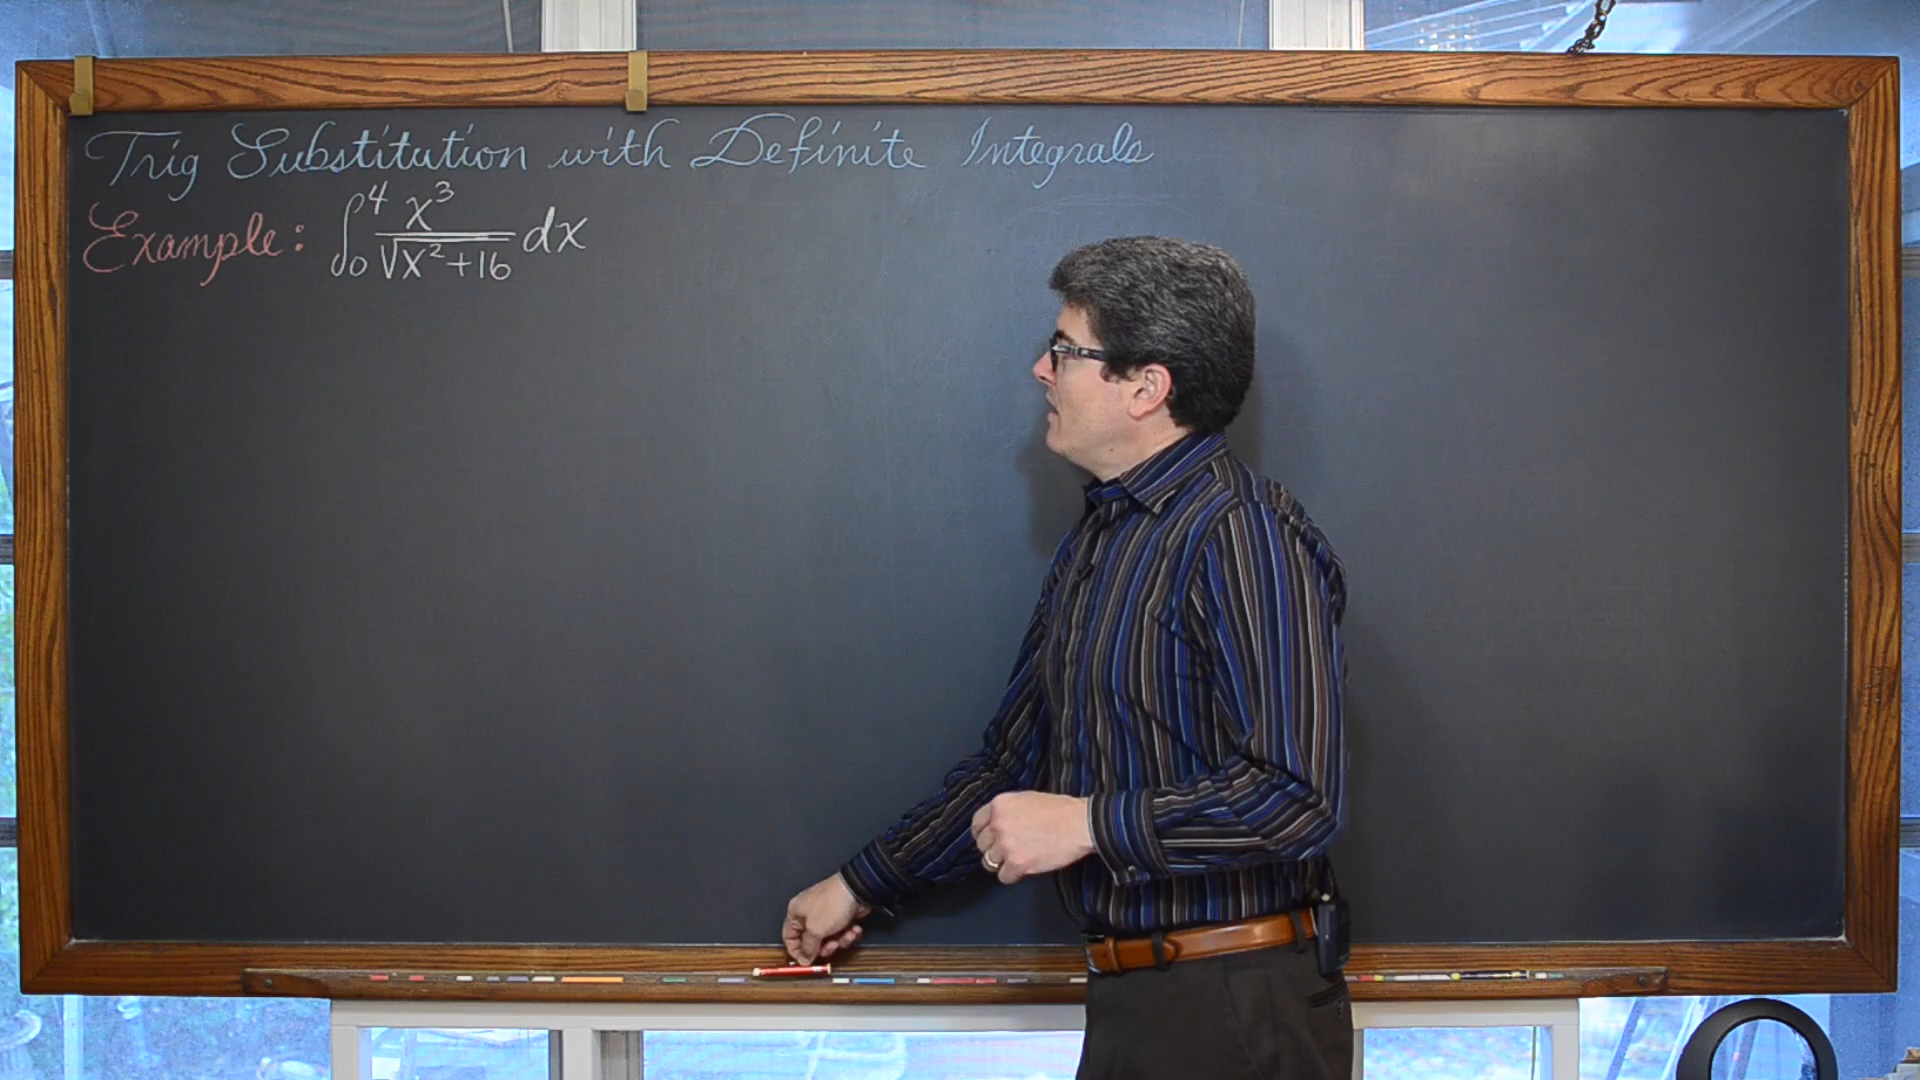 Trig Substitution with Definite Integrals
Example: ∫₀⁴ x³/√(x²+16) dx